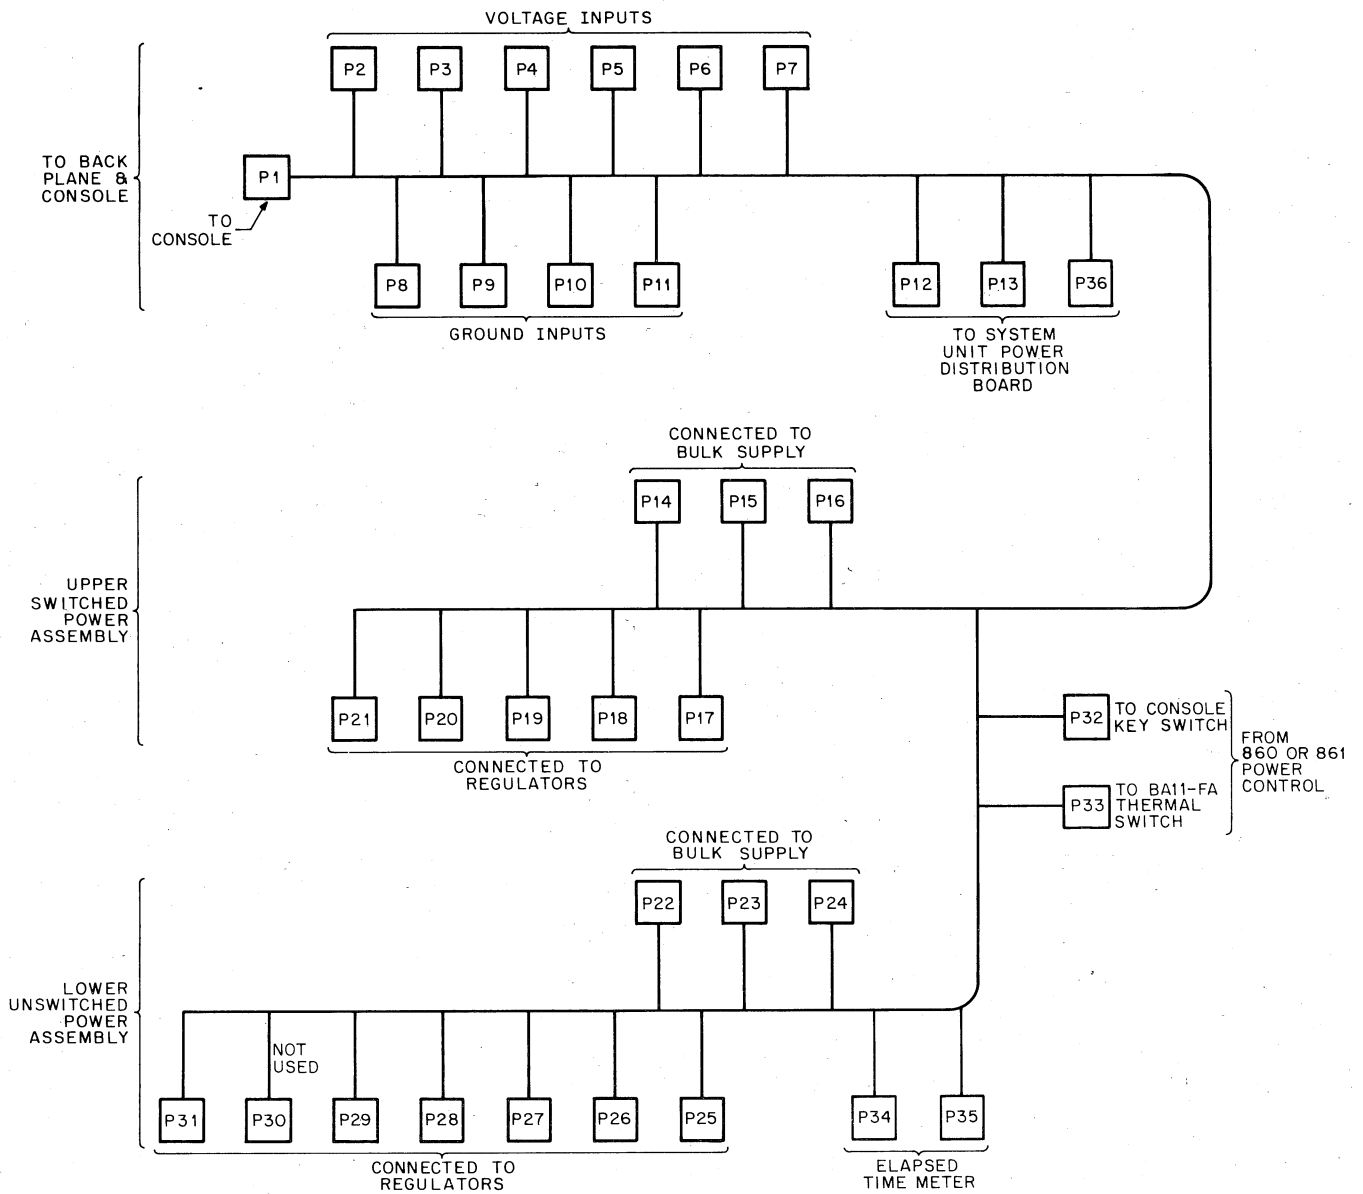 VOLTAGE INPUTS
P2 P3 P4 P5 P6 P7
TO BACK
PLANE &
CONSOLE
P1
TO
CONSOLE
P8 P9 P10 P11
GROUND INPUTS
P12 P13 P36
TO SYSTEM
UNIT POWER
DISTRIBUTION
BOARD
CONNECTED TO
BULK SUPPLY
P14 P15 P16
UPPER
SWITCHED
POWER
ASSEMBLY
P21 P20 P19 P18 P17
CONNECTED TO
REGULATORS
P32
TO CONSOLE
KEY SWITCH
P33
TO BA11-FA
THERMAL
SWITCH
FROM
860 OR 861
POWER
CONTROL
CONNECTED TO
BULK SUPPLY
P22 P23 P24
LOWER
UNSWITCHED
POWER
ASSEMBLY
NOT
USED
P31 P30 P29 P28 P27 P26 P25
CONNECTED TO
REGULATORS
P34 P35
ELAPSED
TIME METER